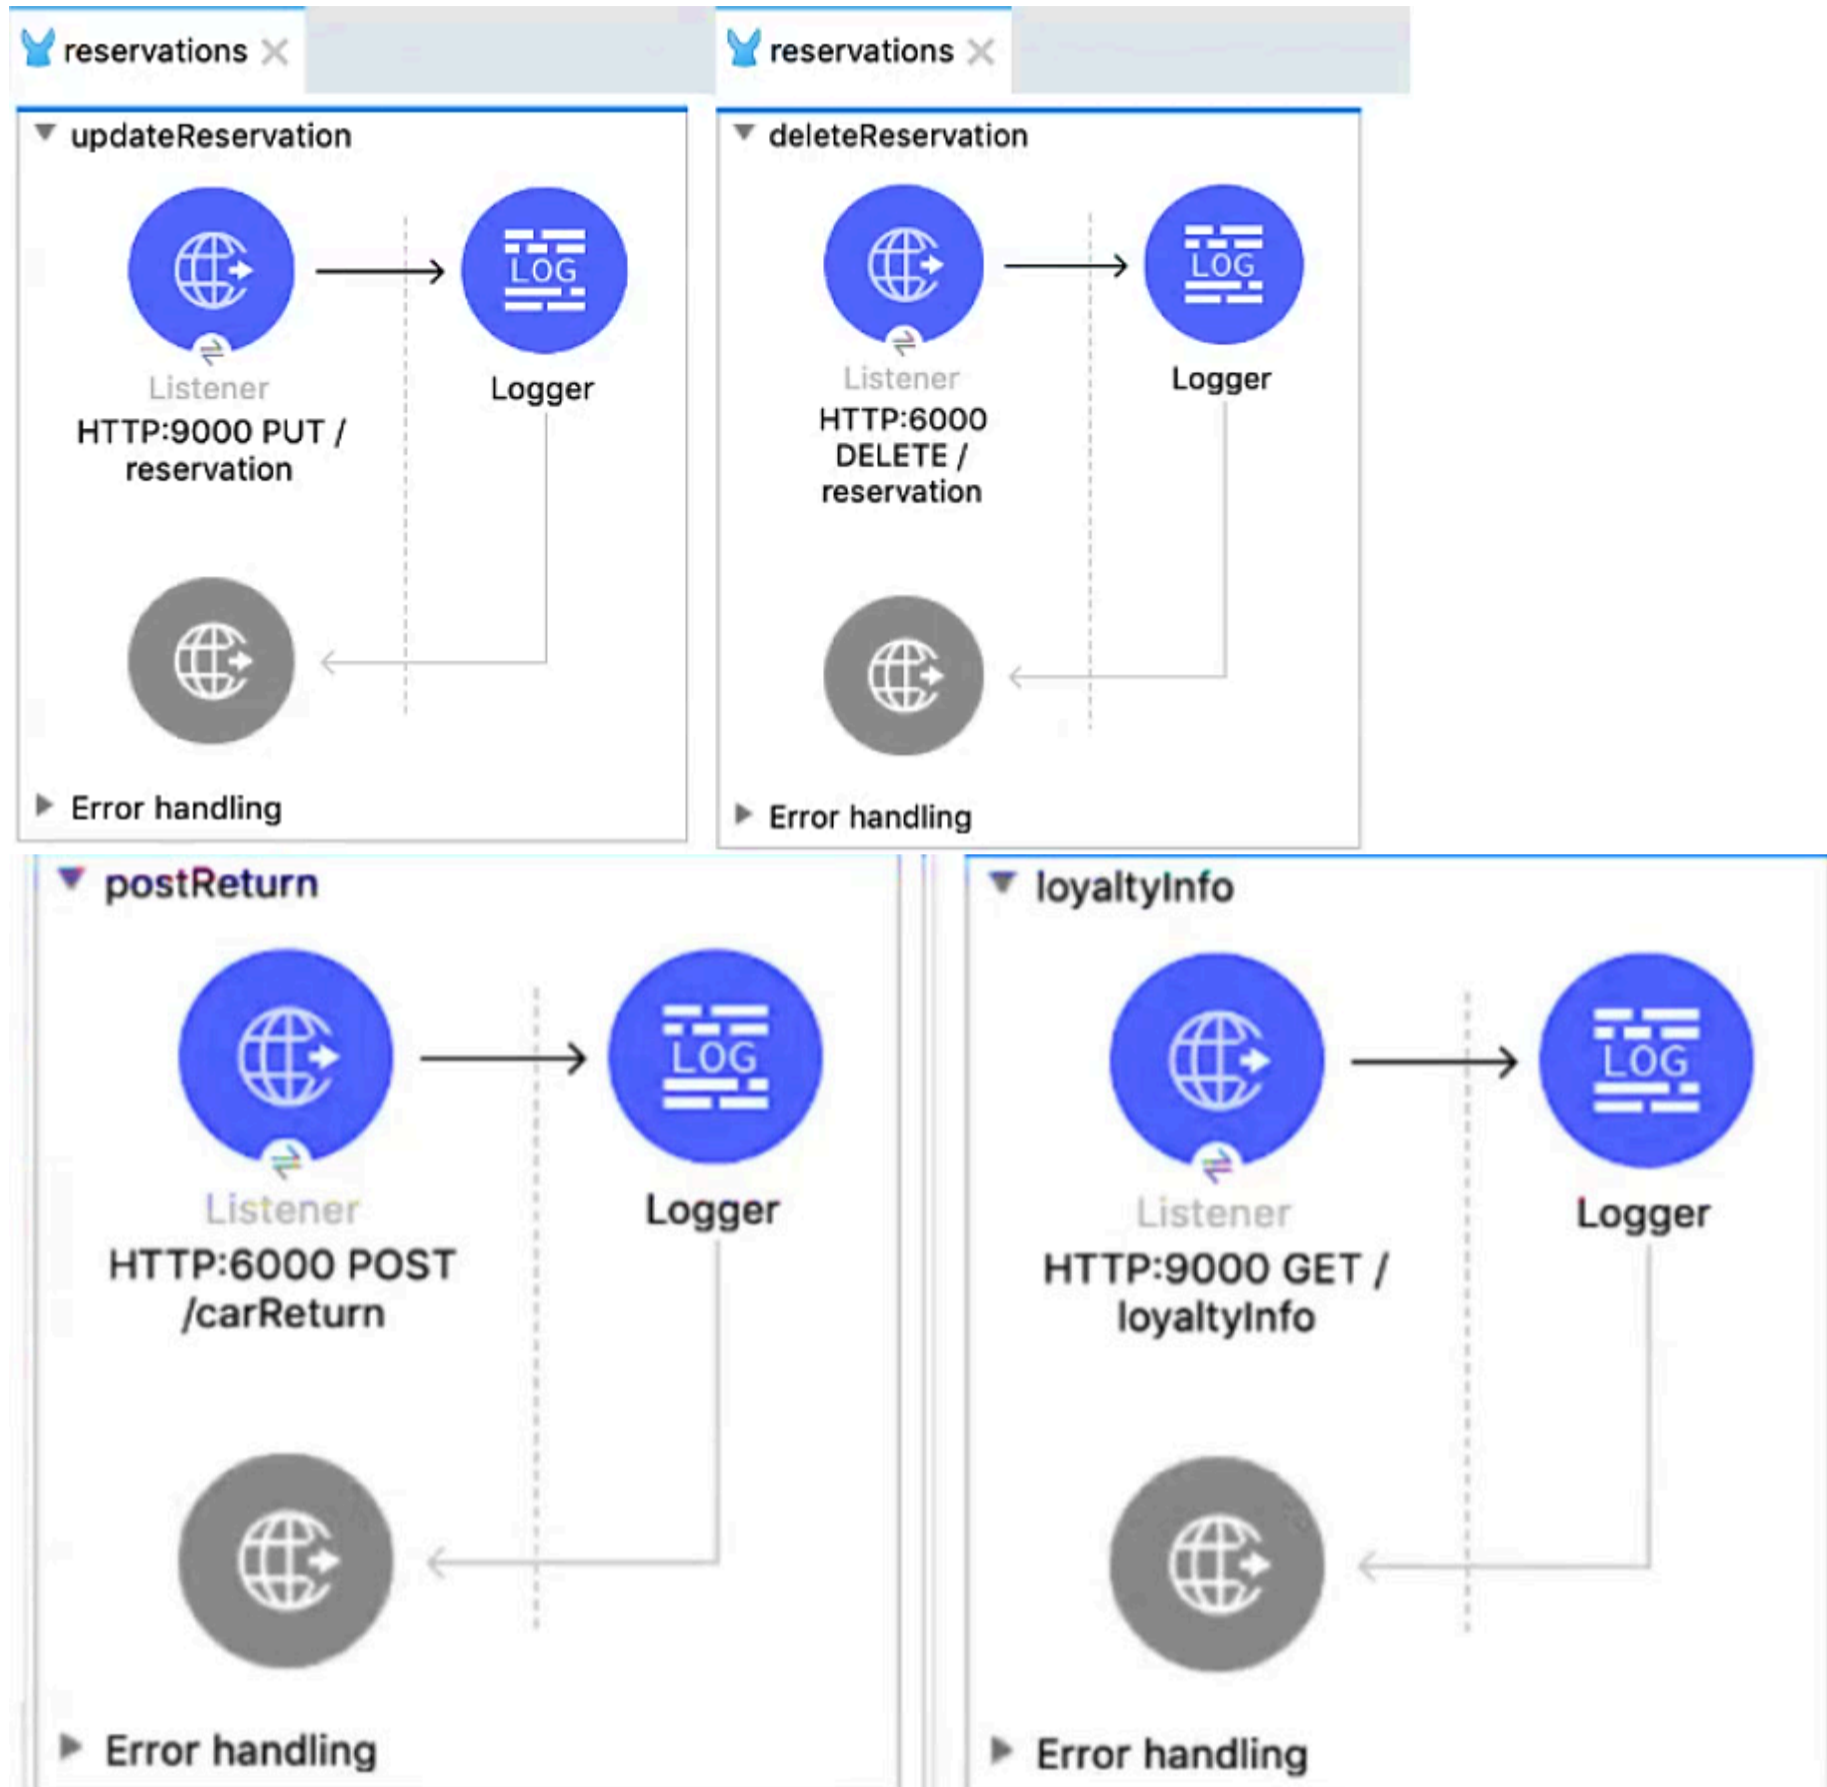 reservations
updateReservation
LOG
Listener
Logger
HTTP:9000 PUT /
reservation
Error handling
reservations
deleteReservation
LOG
Listener
Logger
HTTP:6000
DELETE /
reservation
Error handling
postReturn
LOG
Listener
Logger
HTTP:6000 POST
/carReturn
Error handling
loyaltyInfo
LOG
Listener
Logger
HTTP:9000 GET /
loyaltyInfo
Error handling